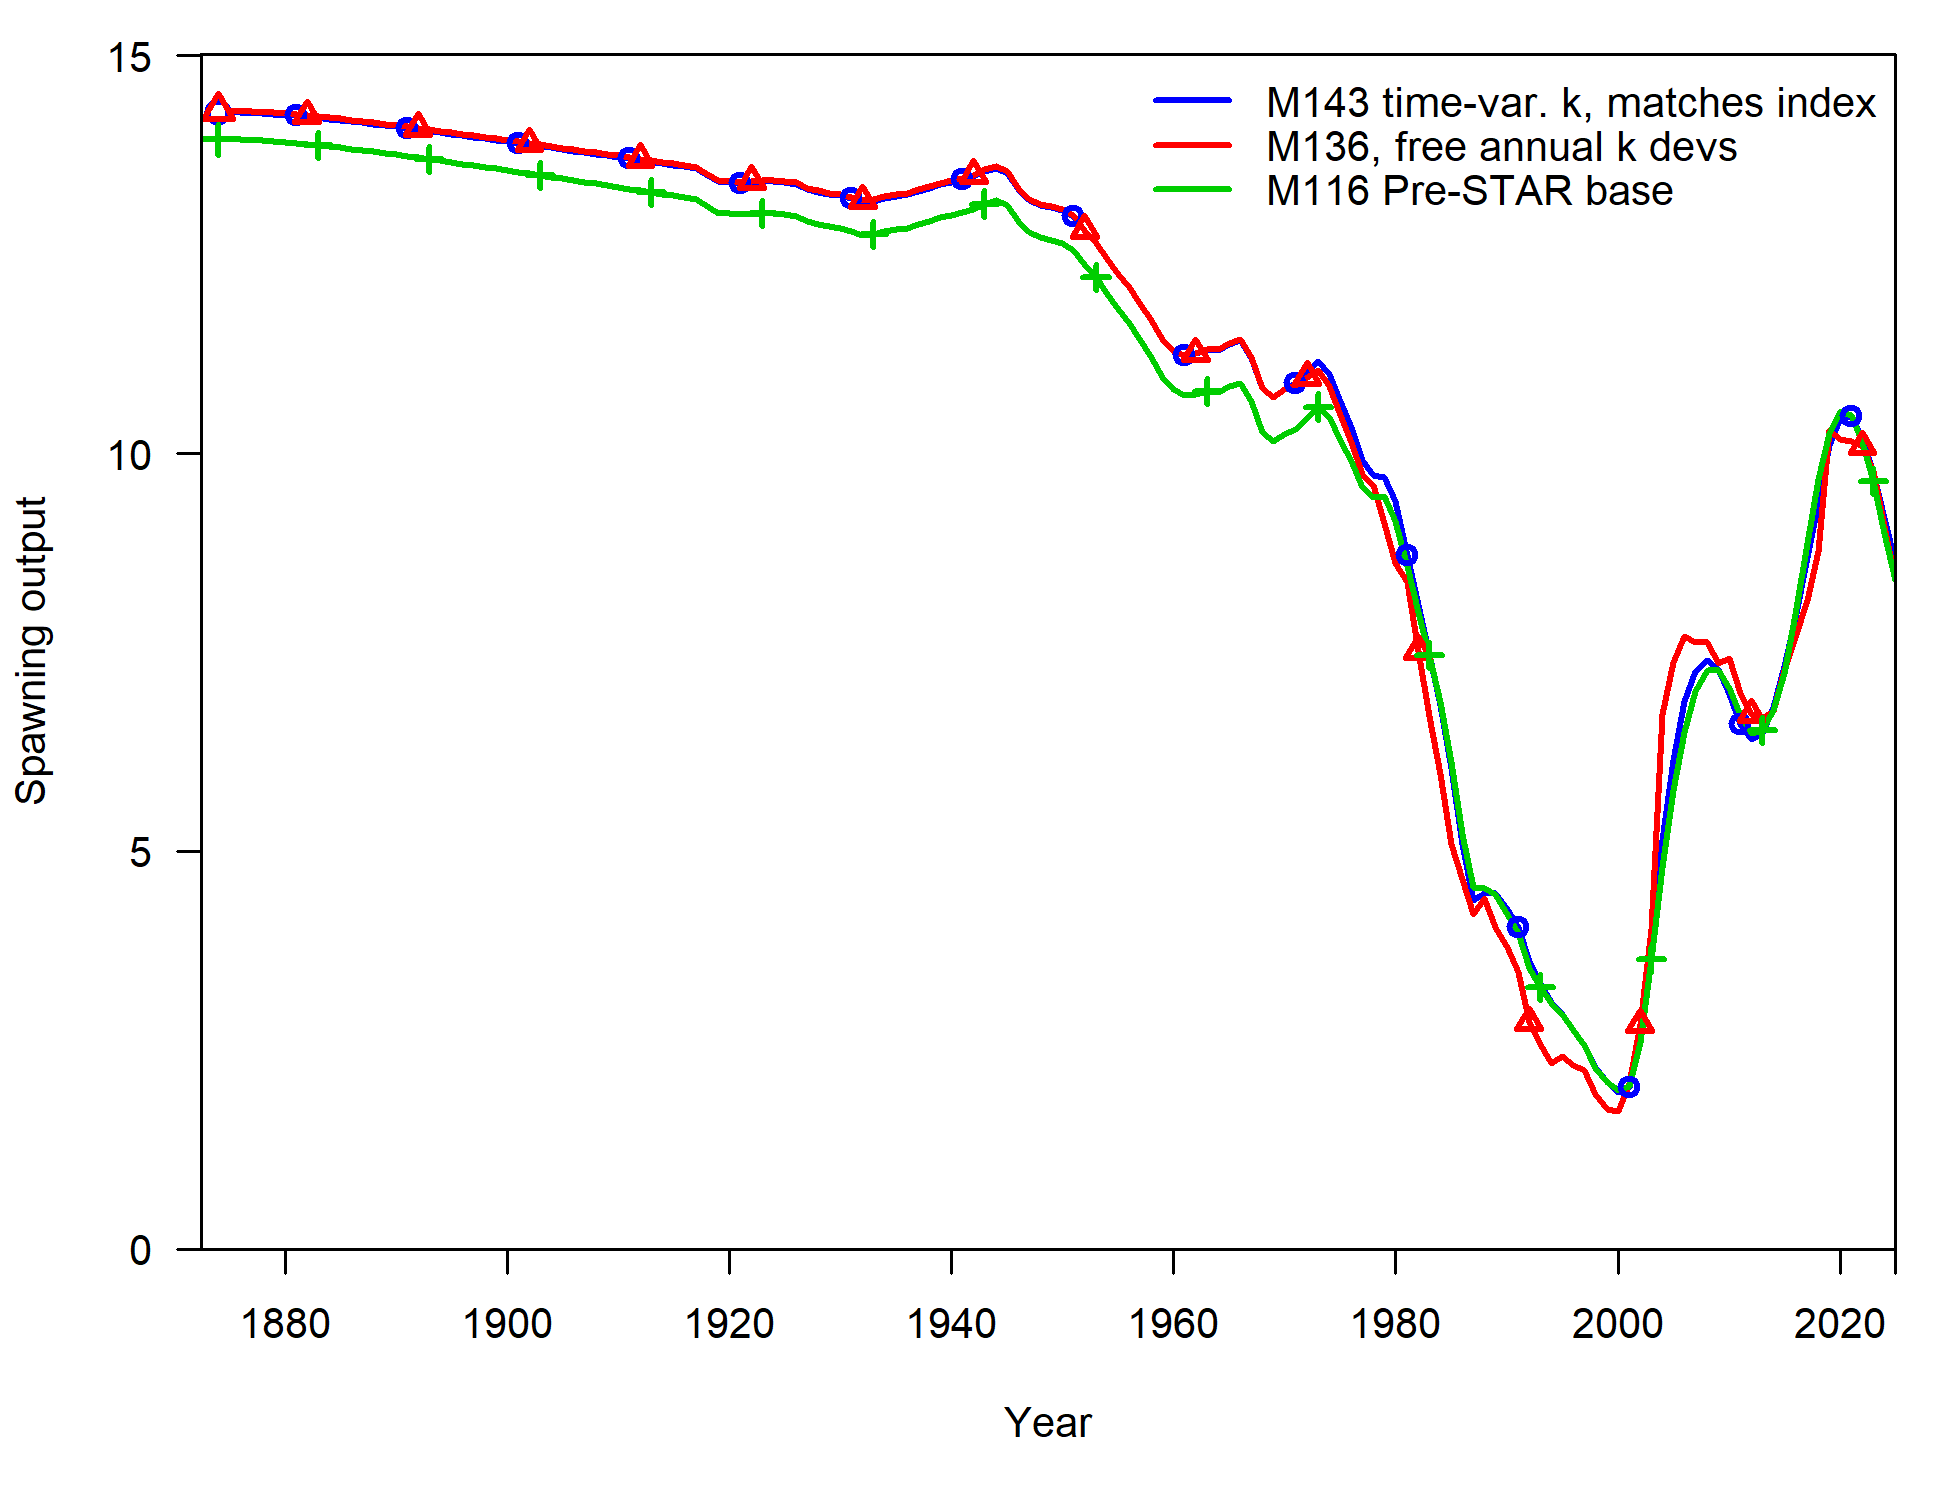 15
10
5
0
Spawning output
M143 time-var. k, matches index
M136, free annual k devs
M116 Pre-STAR base
1880 1900 1920 1940 1960 1980 2000 2020
Year